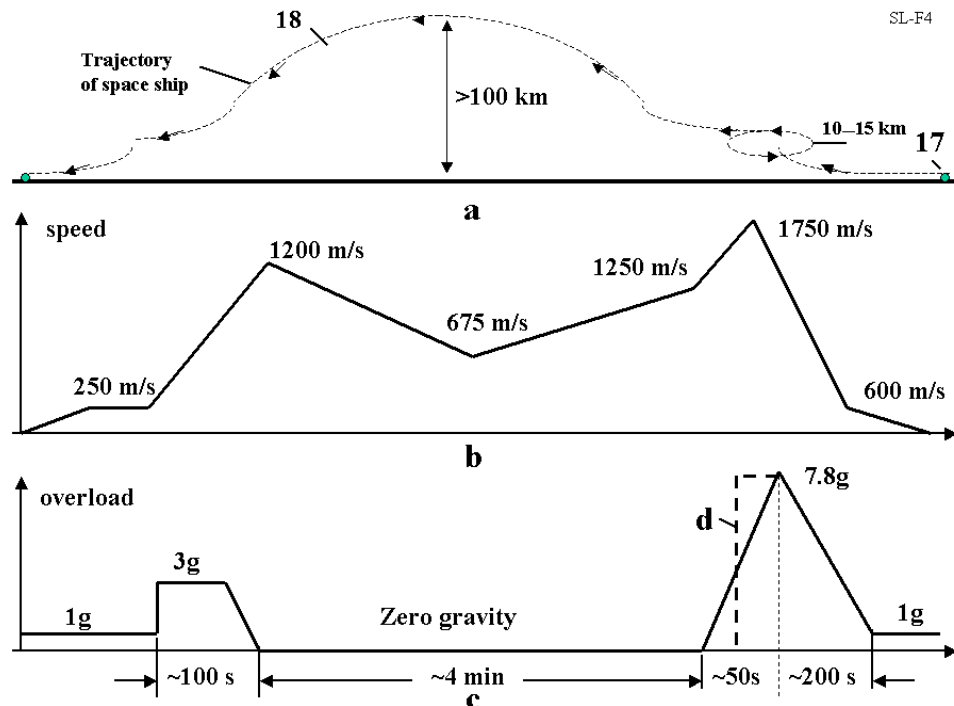 SL-F4
18
Trajectory
of space ship
>100 km
10–15 km
17
a
speed
1200 m/s
1250 m/s
1750 m/s
675 m/s
250 m/s
600 m/s
b
overload
7.8g
d
3g
1g
Zero gravity
1g
~100 s
~4 min
~50s
~200 s
c